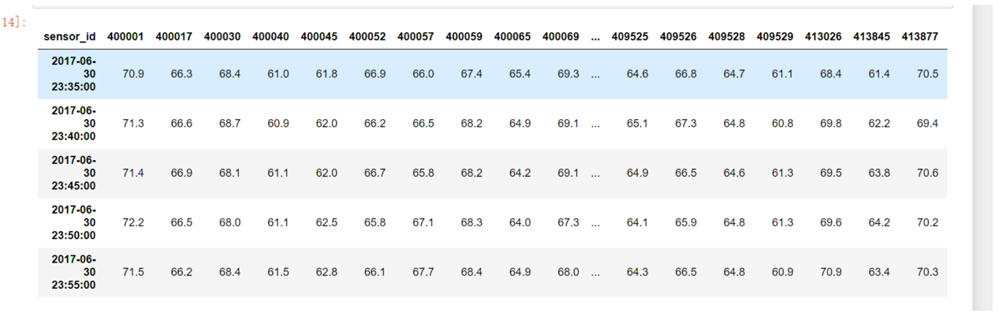 14]:
sensor_id 400001 400017 400030 400040 400045 400052 400057 400059 400065 400069 ... 409525 409526 409528 409529 413026 413845 413877
2017-06-
30
23:35:00 70.9 66.3 68.4 61.0 61.8 66.9 66.0 67.4 65.4 69.3 ... 64.6 66.8 64.7 61.1 68.4 61.4 70.5
2017-06-
30
23:40:00 71.3 66.6 68.7 60.9 62.0 66.2 66.5 68.2 64.9 69.1 ... 65.1 67.3 64.8 60.8 69.8 62.2 69.4
2017-06-
30
23:45:00 71.4 66.9 68.1 61.1 62.0 66.7 65.8 68.2 64.2 69.1 ... 64.9 66.5 64.6 61.3 69.5 63.8 70.6
2017-06-
30
23:50:00 72.2 66.5 68.0 61.1 62.5 65.8 67.1 68.3 64.0 67.3 ... 64.1 65.9 64.8 61.3 69.6 64.2 70.2
2017-06-
30
23:55:00 71.5 66.2 68.4 61.5 62.8 66.1 67.7 68.4 64.9 68.0 ... 64.3 66.5 64.8 60.9 70.9 63.4 70.3